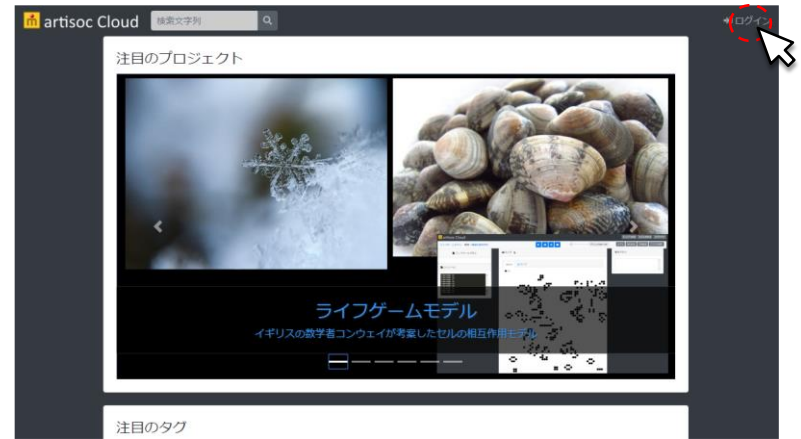 artisoc Cloud
検索文字列
ログイン
注目のプロジェクト
ライフゲームモデル
イギリスの数学者コンウェイが考案したセルの相互作用モデル
注目のタグ